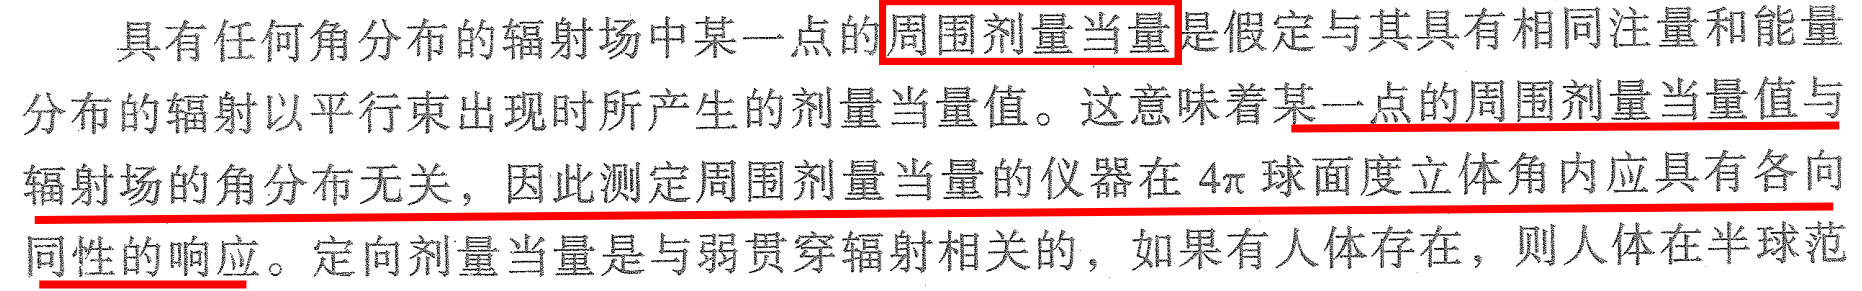 具有任何角分布的辐射场中某一点的周围剂量当量是假定与其具有相同注量和能量
分布的辐射以平行束出现时所产生的剂量当量值。这意味着某一点的周围剂量当量值与
辐射场的角分布无关，因此测定周围剂量当量的仪器在 4π 球面度立体角内应具有各向
同性的响应。定向剂量当量是与弱贯穿辐射相关的，如果有人体存在，则人体在半球范